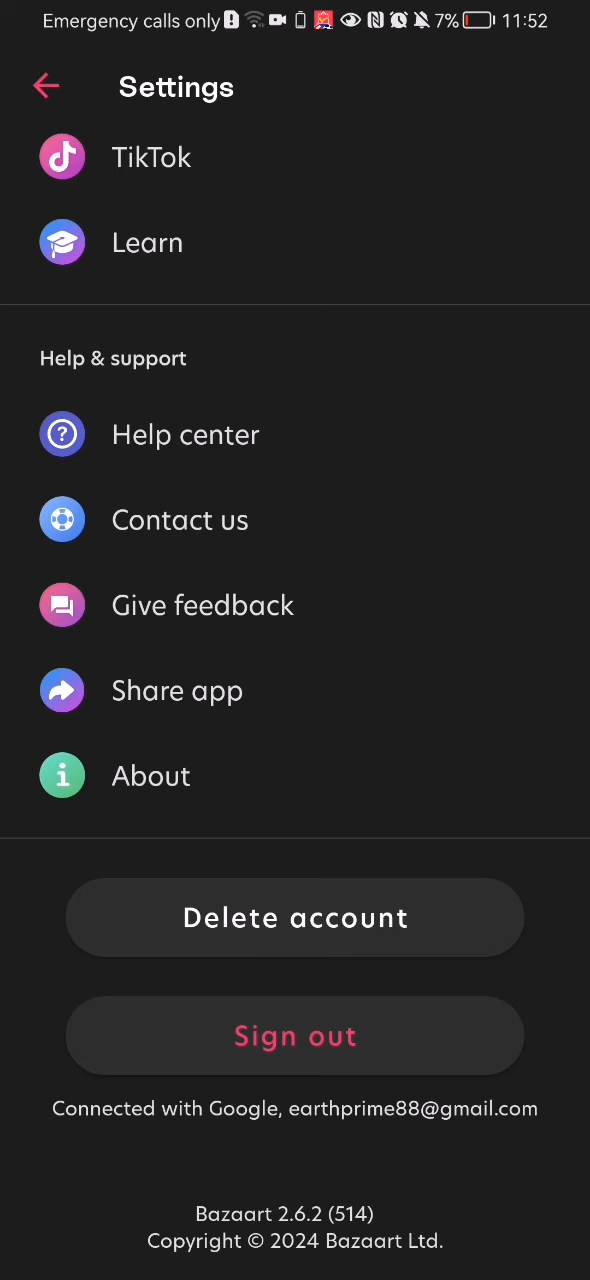 Emergency calls only 7% 11:52
Settings
TikTok
Learn
Help & support
Help center
Contact us
Give feedback
Share app
About
Delete account
Sign out
Connected with Google, earthprime88@gmail.com
Bazaart 2.6.2 (514)
Copyright © 2024 Bazaart Ltd.